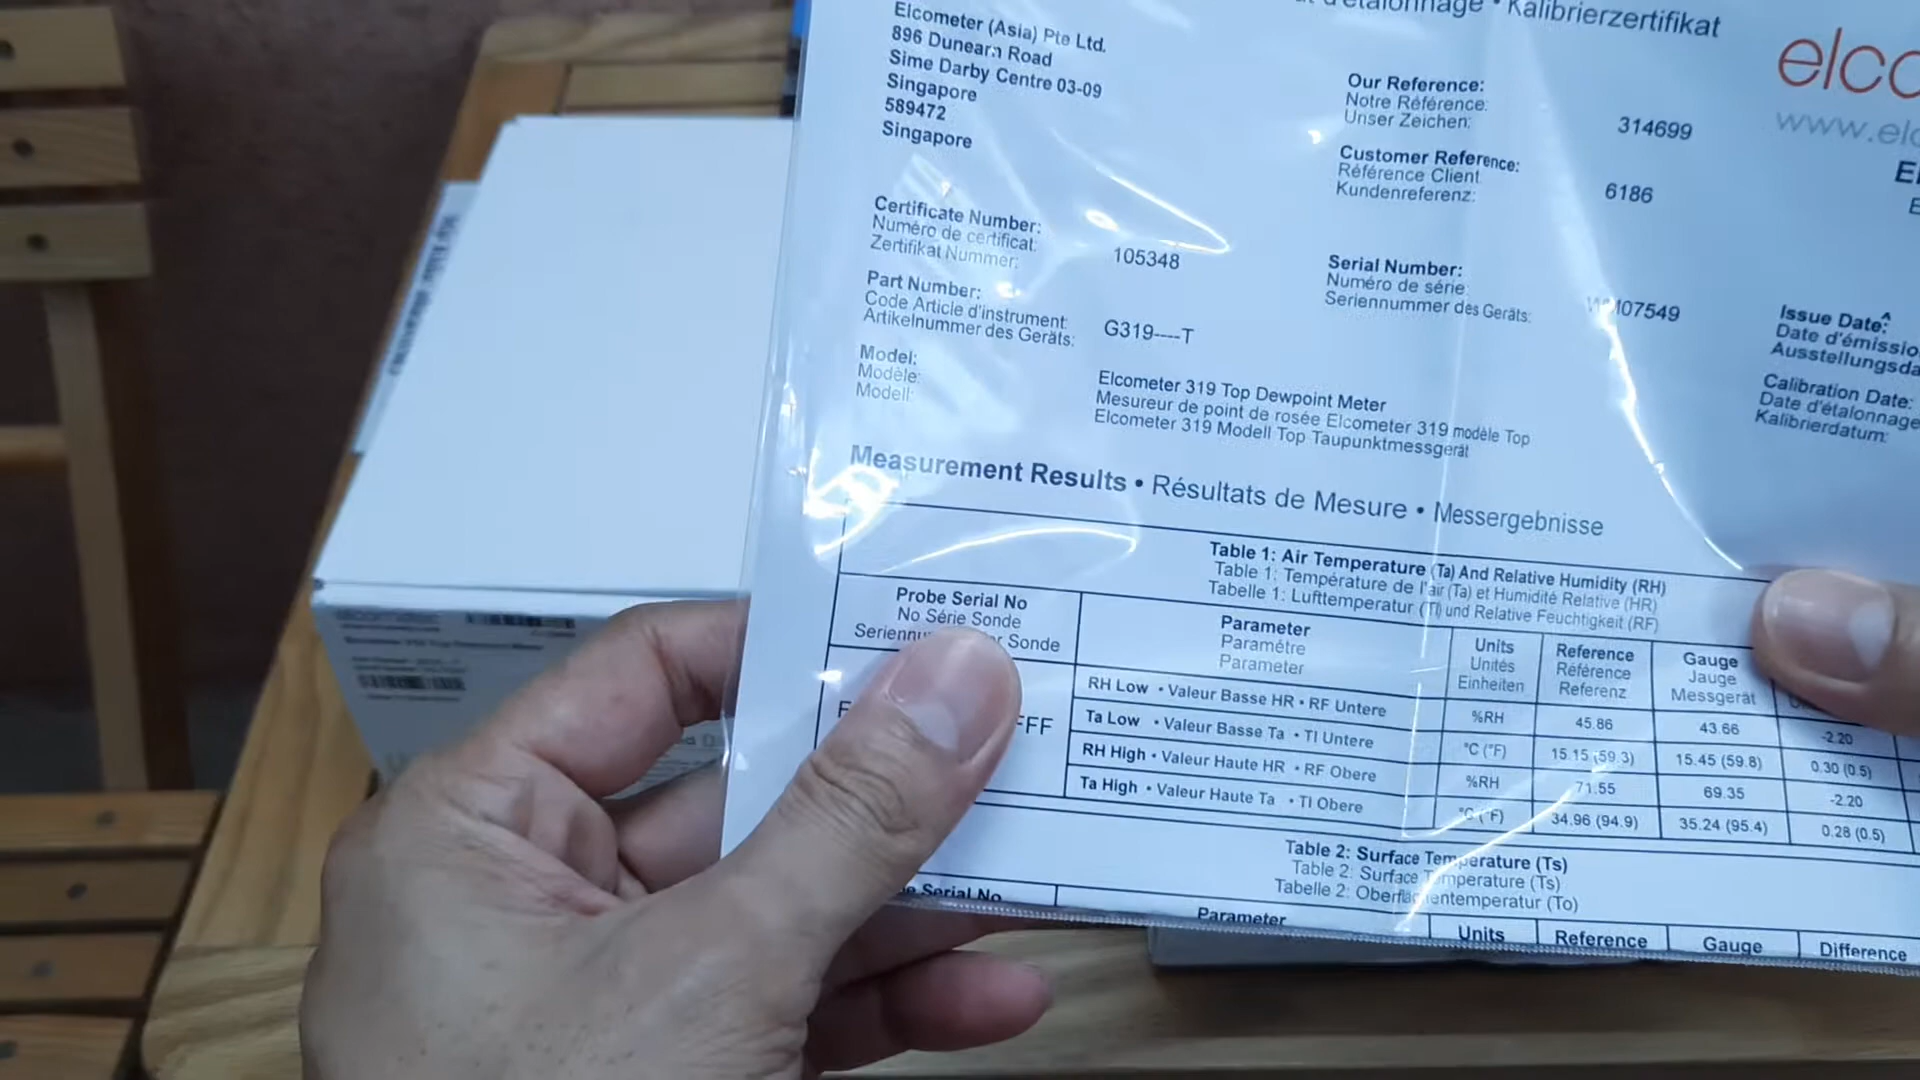 d'étalonnage • Kalibrierzertifikat
Elcometer (Asia) Pte Ltd.
896 Dunearn Road
Sime Darby Centre 03-09
Singapore
589472
Singapore
elco
www.elc
Our Reference:
Notre Référence:
Unser Zeichen:
314699
Customer Reference:
Référence Client
Kundenreferenz:
6186
Certificate Number:
Numéro de certificat:
Zertifikat Nummer:
105348
Serial Number:
Numéro de série:
Seriennummer des Geräts:
07549
Part Number:
Code Article d'instrument:
Artikelnummer des Geräts:
G319----T
Issue Date:
Date d'émissio
Ausstellungsda
Model:
Modèle:
Modell:
Elcometer 319 Top Dewpoint Meter
Mesureur de point de rosée Elcometer 319 modèle Top
Elcometer 319 Modell Top Taupunktmessgerät
Calibration Date:
Date d'étalonnage
Kalibrierdatum:
Measurement Results • Résultats de Mesure • Messergebnisse
Table 1: Air Temperature (Ta) And Relative Humidity (RH)
Table 1: Température de l'air (Ta) et Humidité Relative (HR)
Tabelle 1: Lufttemperatur (Tl) und Relative Feuchtigkeit (RF)
Probe Serial No
No Série Sonde
Sonde
Parameter
Paramétre
Parameter
Units
Unités
Einheiten
Reference
Référence
Referenz
Gauge
Jauge
Messgerät
FFF
RH Low • Valeur Basse HR • RF Untere %RH 45.86 43.66 -2.20
Ta Low • Valeur Basse Ta • Tl Untere °C (°F) 15.15 (59.3) 15.45 (59.8) 0.30 (0.5)
RH High • Valeur Haute HR • RF Obere %RH 71.55 69.35 -2.20
Ta High • Valeur Haute Ta • Tl Obere °C (°F) 34.96 (94.9) 35.24 (95.4) 0.28 (0.5)
Table 2: Surface Temperature (Ts)
Table 2: Surface Temperature (Ts)
Tabelle 2: Oberflächentemperatur (To)
Serial No
Parameter
Units
Reference
Gauge
Difference